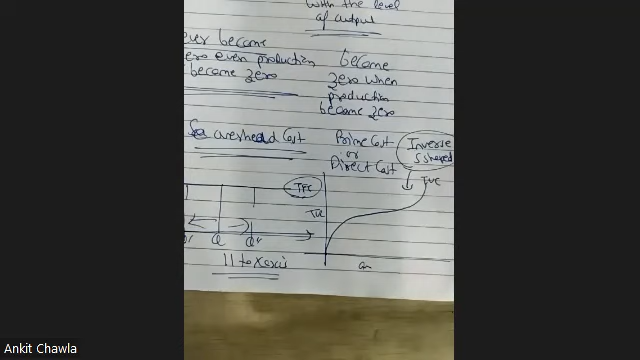 with the level
of output
ever become
zero even production
become zero
become
zero when
production
become zero
overhead cost
Prime Cost
or
Direct Cost
Inverse
S shaped
TFC
TVC
TVC
Q
Q"
11 to x axis
Ankit Chawla